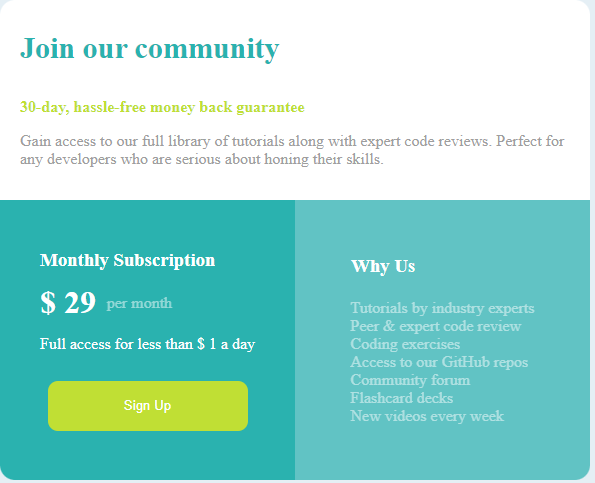 Join our community
30-day, hassle-free money back guarantee
Gain access to our full library of tutorials along with expert code reviews. Perfect for
any developers who are serious about honing their skills.
Monthly Subscription
$ 29 per month
Full access for less than $ 1 a day
Sign Up
Why Us
Tutorials by industry experts
Peer & expert code review
Coding exercises
Access to our GitHub repos
Community forum
Flashcard decks
New videos every week